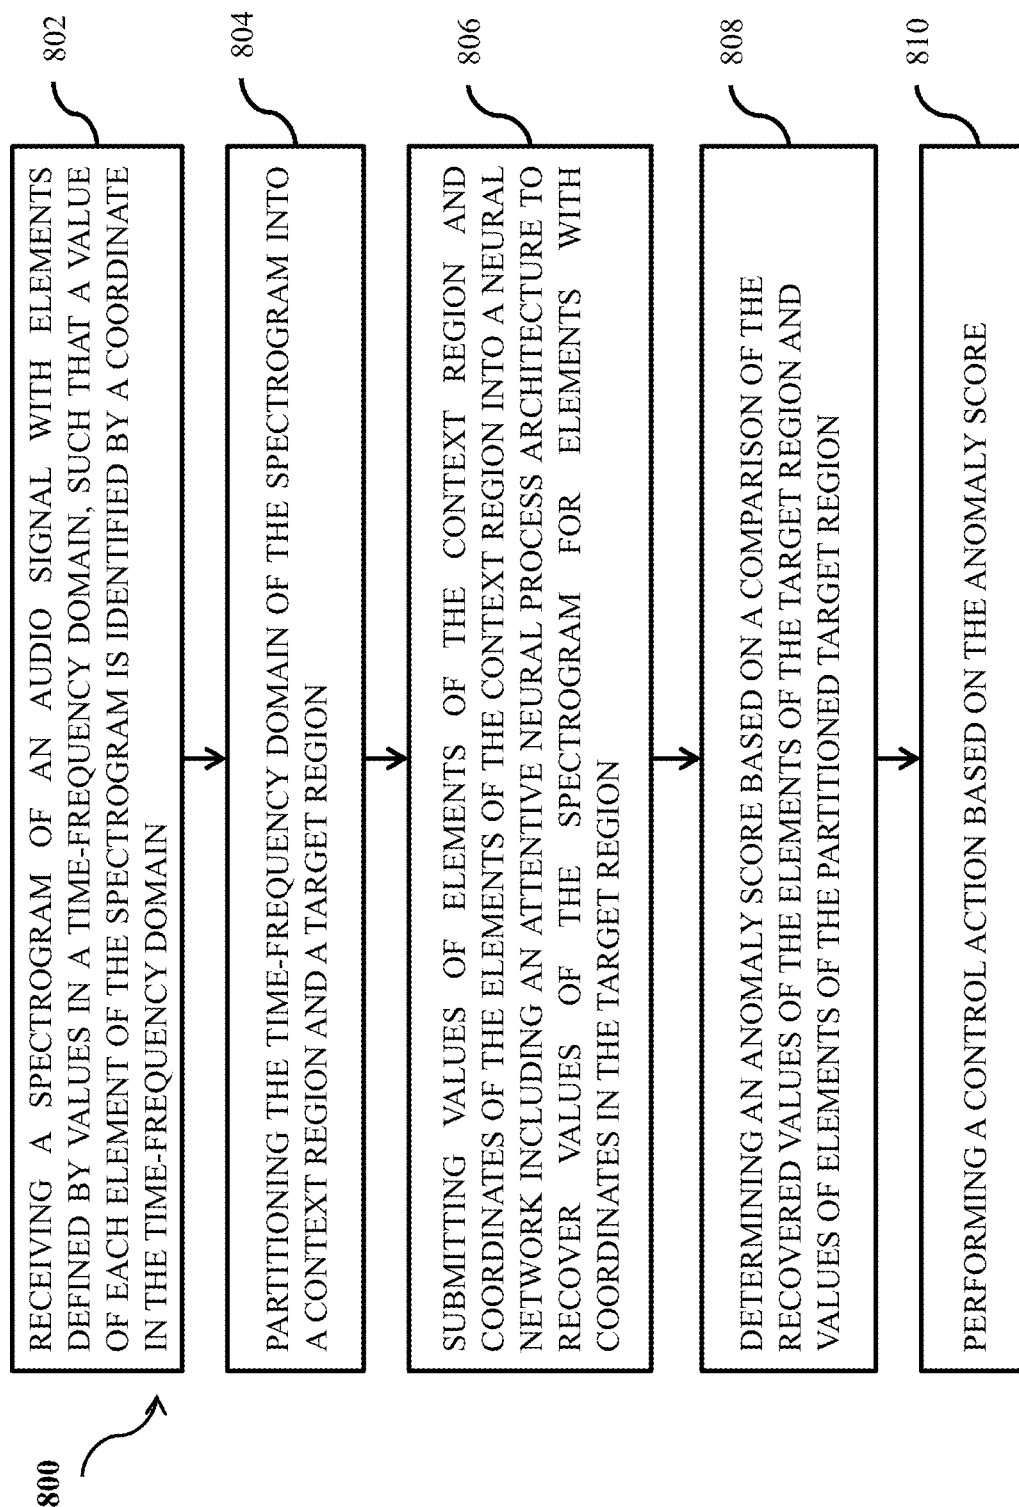 800
RECEIVING A SPECTROGRAM OF AN AUDIO SIGNAL WITH ELEMENTS
DEFINED BY VALUES IN A TIME-FREQUENCY DOMAIN, SUCH THAT A VALUE
OF EACH ELEMENT OF THE SPECTROGRAM IS IDENTIFIED BY A COORDINATE
IN THE TIME-FREQUENCY DOMAIN
802
PARTITIONING THE TIME-FREQUENCY DOMAIN OF THE SPECTROGRAM INTO
A CONTEXT REGION AND A TARGET REGION
804
SUBMITTING VALUES OF ELEMENTS OF THE CONTEXT REGION AND
COORDINATES OF THE ELEMENTS OF THE CONTEXT REGION INTO A NEURAL
NETWORK INCLUDING AN ATTENTIVE NEURAL PROCESS ARCHITECTURE TO
RECOVER VALUES OF THE SPECTROGRAM FOR ELEMENTS WITH
COORDINATES IN THE TARGET REGION
806
DETERMINING AN ANOMALY SCORE BASED ON A COMPARISON OF THE
RECOVERED VALUES OF THE ELEMENTS OF THE TARGET REGION AND
VALUES OF ELEMENTS OF THE PARTITIONED TARGET REGION
808
PERFORMING A CONTROL ACTION BASED ON THE ANOMALY SCORE
810